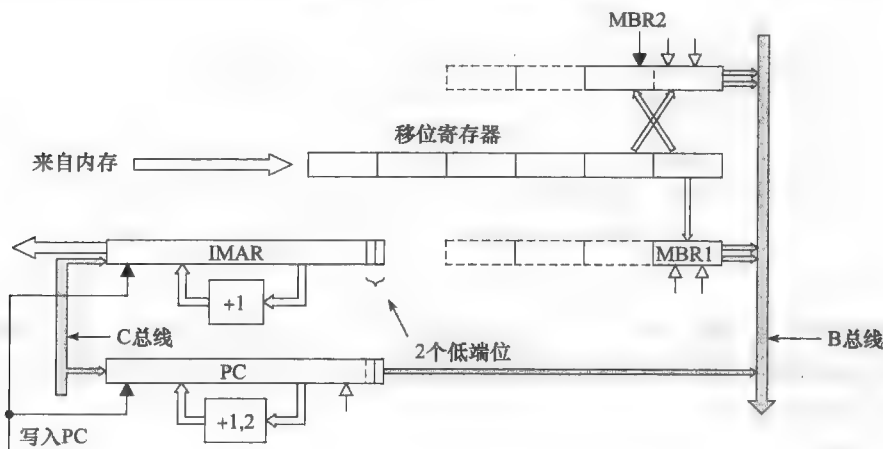 MBR2
移位寄存器
来自内存
IMAR
MBR1
+1
C总线
2个低端位
B总线
PC
+1,2
写入PC